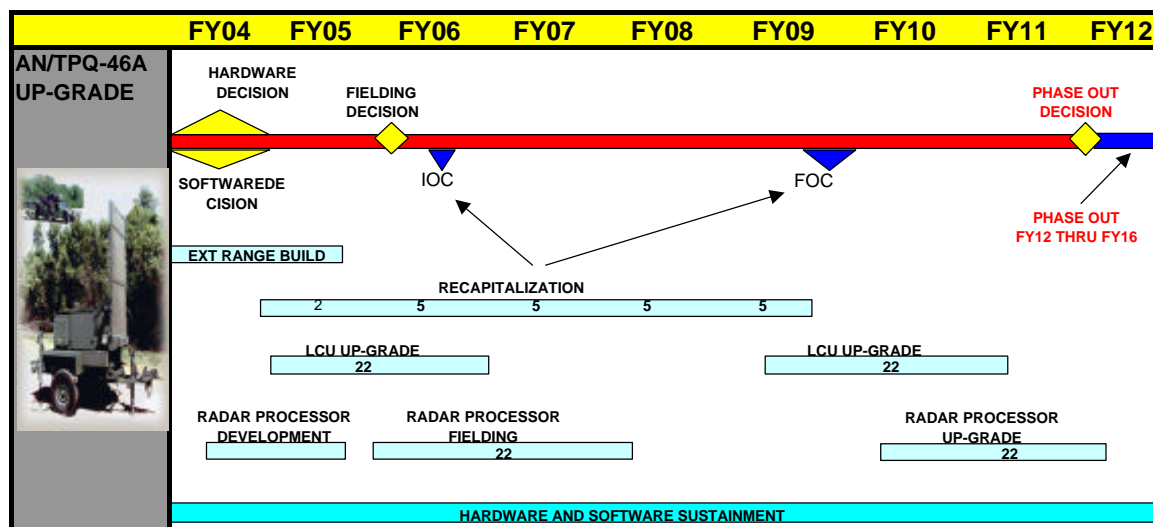 FY04 FY05 FY06 FY07 FY08 FY09 FY10 FY11 FY12
AN/TPQ-46A
UP-GRADE
HARDWARE
DECISION
FIELDING
DECISION
PHASE OUT
DECISION
SOFTWAREDE
CISION
IOC
FOC
PHASE OUT
FY12 THRU FY16
EXT RANGE BUILD
RECAPITALIZATION
2 5 5 5 5
LCU UP-GRADE
22
LCU UP-GRADE
22
RADAR PROCESSOR
DEVELOPMENT
RADAR PROCESSOR
FIELDING
22
RADAR PROCESSOR
UP-GRADE
22
HARDWARE AND SOFTWARE SUSTAINMENT